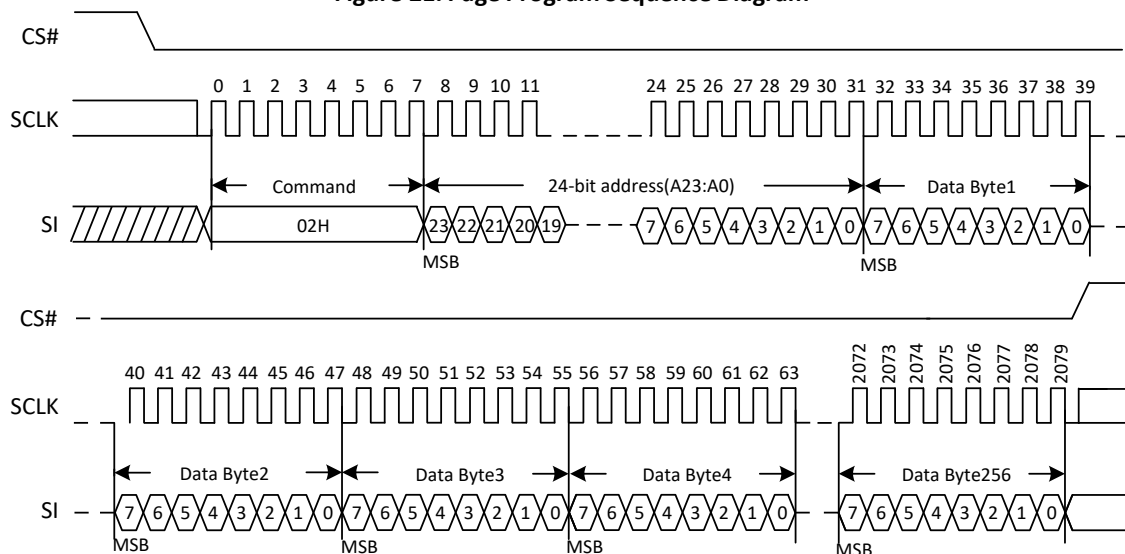 Figure 22. Page Program Sequence Diagram
CS#
0 1 2 3 4 5 6 7 8 9 10 11 24 25 26 27 28 29 30 31 32 33 34 35 36 37 38 39
SCLK
Command 24-bit address(A23:A0) Data Byte1
SI 02H 23 22 21 20 19 7 6 5 4 3 2 1 0 7 6 5 4 3 2 1 0
MSB MSB
CS#
40 41 42 43 44 45 46 47 48 49 50 51 52 53 54 55 56 57 58 59 60 61 62 63 2072 2073 2074 2075 2076 2077 2078 2079
SCLK
Data Byte2 Data Byte3 Data Byte4 Data Byte256
SI 7 6 5 4 3 2 1 0 7 6 5 4 3 2 1 0 7 6 5 4 3 2 1 0 7 6 5 4 3 2 1 0
MSB MSB MSB MSB